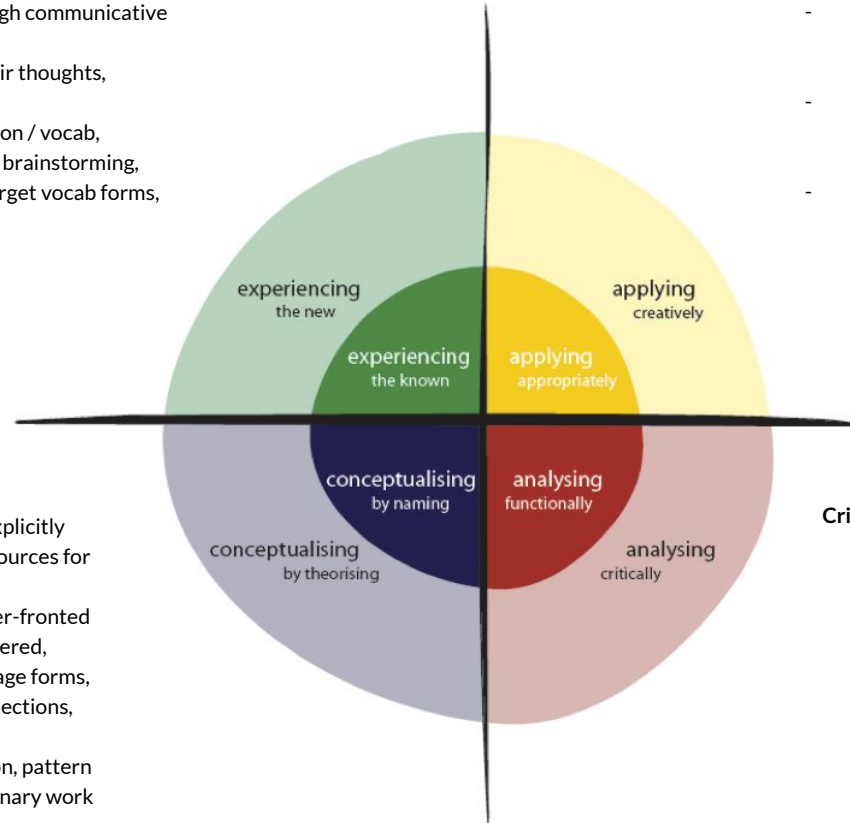 gh communicative
ir thoughts,
on / vocab,
brainstorming,
rget vocab forms,
-
-
-
experiencing
the new
applying
creatively
experiencing
the known
applying
appropriately
conceptualising
by naming
analysing
functionally
conceptualising
by theorising
analysing
critically
xplicitly
ources for
er-fronted
ered,
age forms,
ections,
on, pattern
nary work
Cri